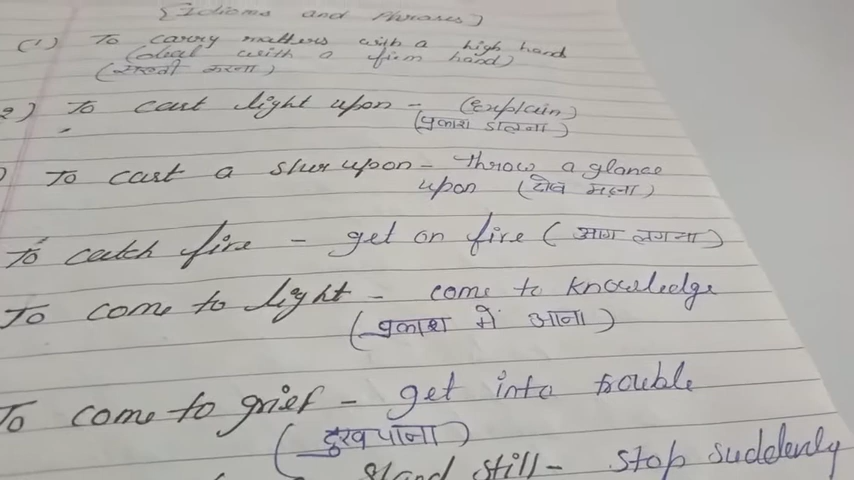 {Idioms and Phrases}
(1) To carry matters with a high hand
(deal with a firm hand)
(सख्ती करना)
2) To cast light upon - (Explain)
(प्रकाश डालना)
) To cast a slur upon - throw a glance
upon (दोष मढ़ना)
To catch fire - get on fire (आग लगना)
To come to light - come to knowledge
(प्रकाश में आना)
To come to grief - get into trouble
(दुख पाना)
stand still - stop suddenly